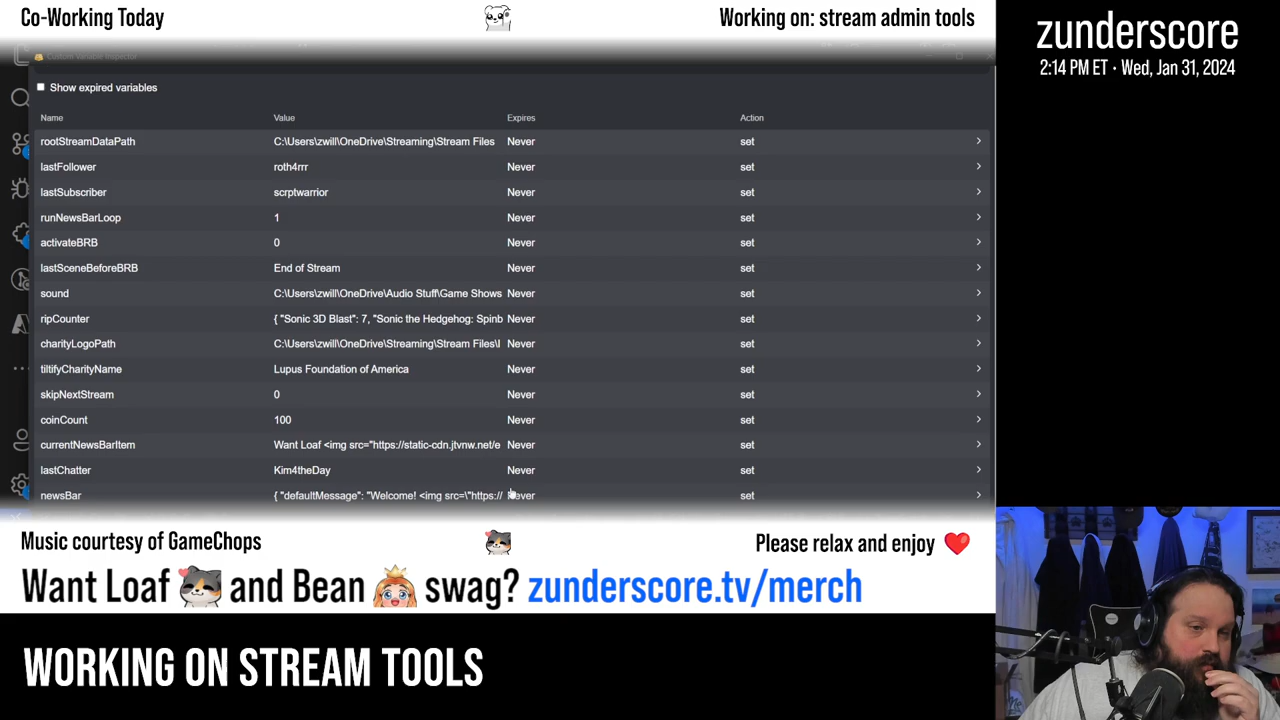 Co-Working Today
Working on: stream admin tools
zunderscore
2:14 PM ET · Wed, Jan 31, 2024
Custom Variable Inspector
Show expired variables
Name Value Expires Action
rootStreamDataPath C:\Users\zwill\OneDrive\Streaming\Stream Files Never set
lastFollower roth4rrr Never set
lastSubscriber scrptwarrior Never set
runNewsBarLoop 1 Never set
activateBRB 0 Never set
lastSceneBeforeBRB End of Stream Never set
sound C:\Users\zwill\OneDrive\Audio Stuff\Game Shows Never set
ripCounter { "Sonic 3D Blast": 7, "Sonic the Hedgehog: Spinb Never set
charityLogoPath C:\Users\zwill\OneDrive\Streaming\Stream Files\I Never set
tiltifyCharityName Lupus Foundation of America Never set
skipNextStream 0 Never set
coinCount 100 Never set
currentNewsBarItem Want Loaf <img src="https://static-cdn.jtvnw.net/e Never set
lastChatter Kim4theDay Never set
newsBar { "defaultMessage": "Welcome! <img src=\"https:// Never set
Music courtesy of GameChops
Please relax and enjoy
Want Loaf and Bean swag? zunderscore.tv/merch
WORKING ON STREAM TOOLS